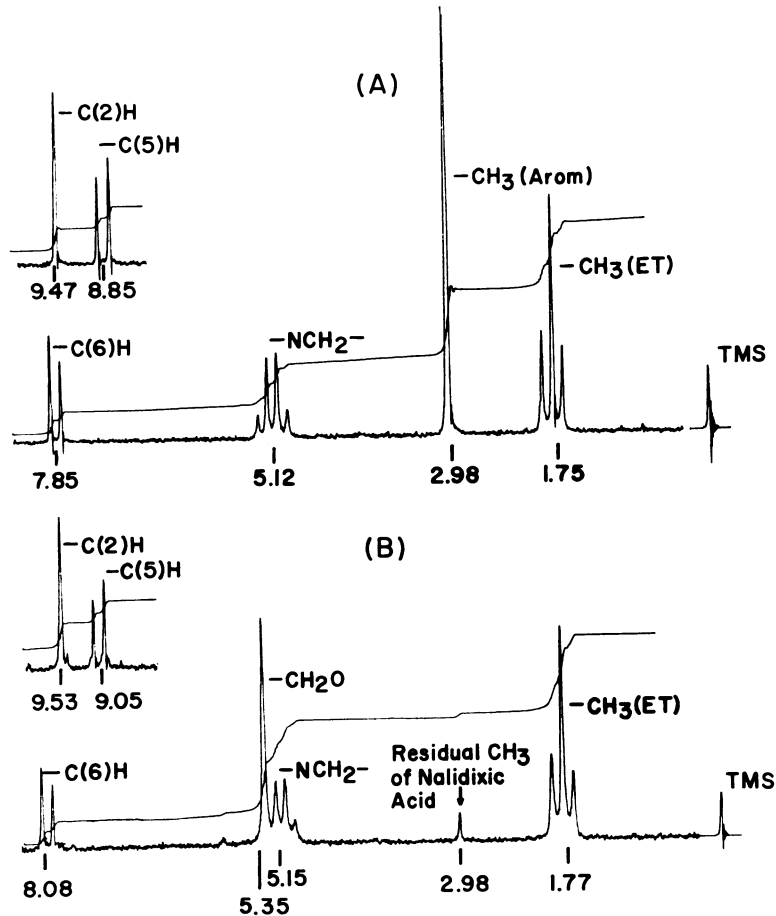 (A)
–C(2)H
–C(5)H
9.47 8.85
–CH3 (Arom)
–CH3(ET)
–C(6)H
–NCH2–
TMS
7.85
5.12
2.98
1.75
(B)
–C(2)H
–C(5)H
9.53 9.05
–CH2O
–CH3(ET)
–C(6)H
–NCH2–
Residual CH3
of Nalidixic
Acid
TMS
8.08
5.15
5.35
2.98
1.77